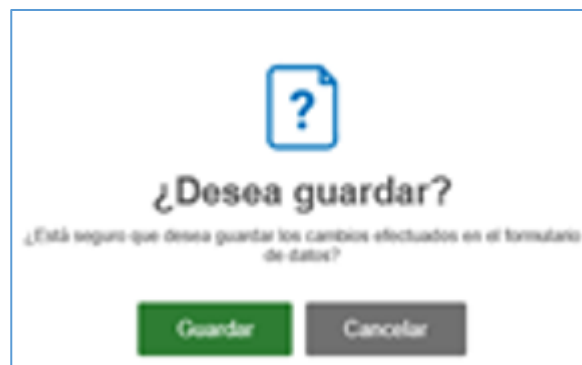 ?
¿Desea guardar?
¿Está seguro que desea guardar los cambios efectuados en el formulario
de datos?
Guardar Cancelar